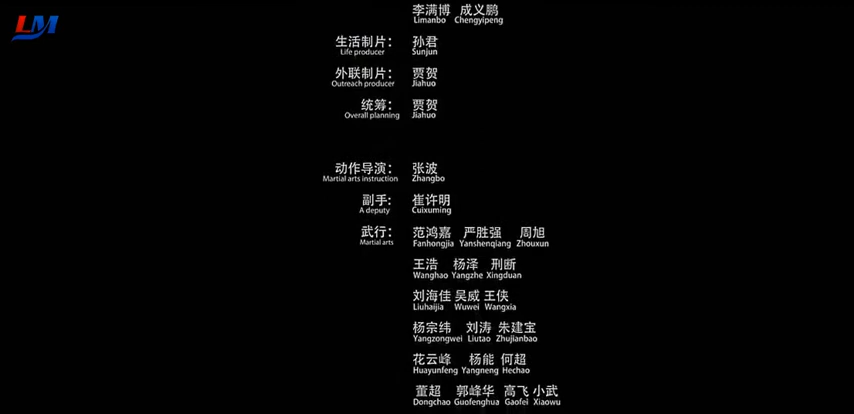 LM
李满博 成义鹏
Limanbo Chengyipeng
生活制片： 孙君
Life producer Sunjun
外联制片： 贾贺
Outreach producer Jiahuo
统筹： 贾贺
Overall planning Jiahuo
动作导演： 张波
Martial arts instruction Zhangbo
副手： 崔许明
A deputy Cuixuming
武行： 范鸿嘉 严胜强 周旭
Martial arts Fanhongjia Yanshenqiang Zhouxun
王浩 杨泽 刑断
Wanghao Yangzhe Xingduan
刘海佳 吴威 王侠
Liuhaijia Wuwei Wangxia
杨宗纬 刘涛 朱建宝
Yangzongwei Liutao Zhujianbao
花云峰 杨能 何超
Huayunfeng Yangneng Hechao
董超 郭峰华 高飞 小武
Dongchao Guofenghua Gaofei Xiaowu